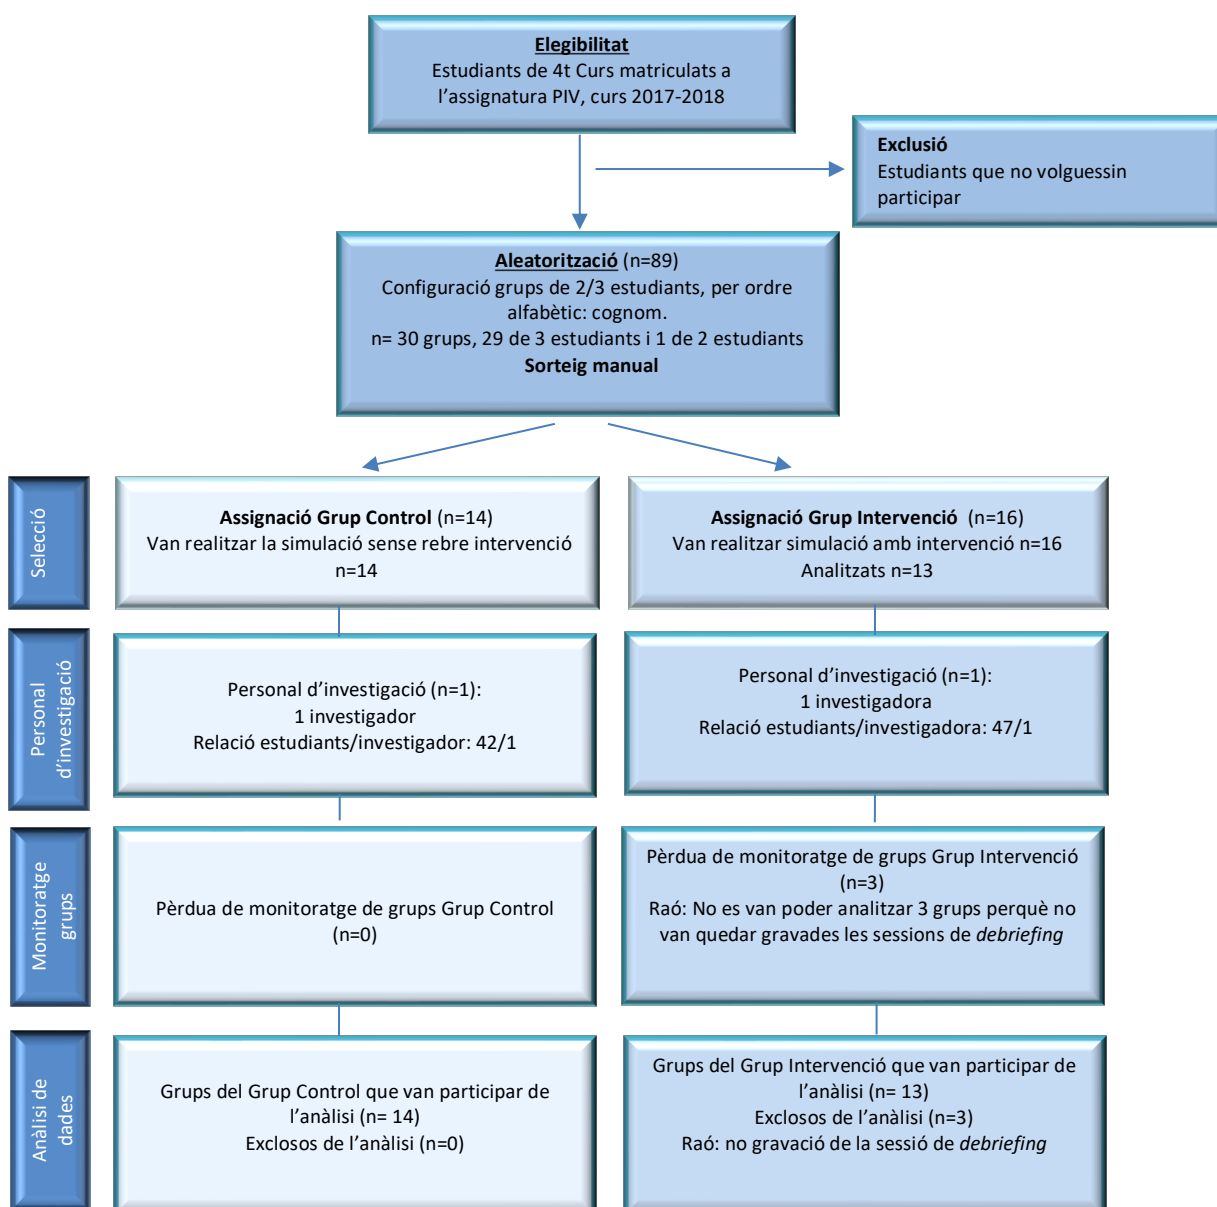 Elegibilitat
Estudiants de 4t Curs matriculats a
l’assignatura PIV, curs 2017-2018
Exclusió
Estudiants que no volguessin
participar
Aleatorització (n=89)
Configuració grups de 2/3 estudiants, per ordre
alfabètic: cognom.
n= 30 grups, 29 de 3 estudiants i 1 de 2 estudiants
Sorteig manual
Selecció
Assignació Grup Control (n=14)
Van realitzar la simulació sense rebre intervenció
n=14
Assignació Grup Intervenció (n=16)
Van realitzar simulació amb intervenció n=16
Analitzats n=13
Personal
d’investigació
Personal d’investigació (n=1):
1 investigador
Relació estudiants/investigador: 42/1
Personal d’investigació (n=1):
1 investigadora
Relació estudiants/investigadora: 47/1
Monitoratge
grups
Pèrdua de monitoratge de grups Grup Control
(n=0)
Pèrdua de monitoratge de grups Grup Intervenció
(n=3)
Raó: No es van poder analitzar 3 grups perquè no
van quedar gravades les sessions de debriefing
Anàlisi de
dades
Grups del Grup Control que van participar de
l’anàlisi (n= 14)
Exclosos de l’anàlisi (n=0)
Grups del Grup Intervenció que van participar de
l’anàlisi (n= 13)
Exclosos de l’anàlisi (n=3)
Raó: no gravació de la sessió de debriefing